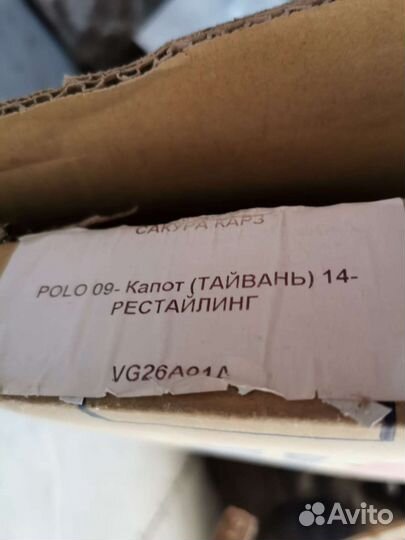 САКУРА КАРЗ
POLO 09- Капот (ТАЙВАНЬ) 14-
РЕСТАЙЛИНГ
VG26A01A
Avito